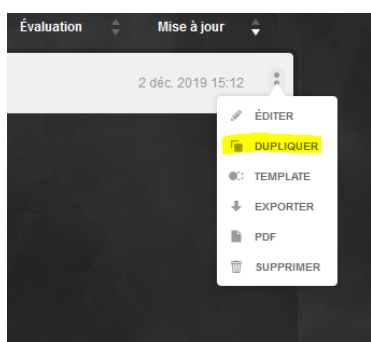 Évaluation Mise à jour
2 déc. 2019 15:12
ÉDITER
DUPLIQUER
TEMPLATE
EXPORTER
PDF
SUPPRIMER